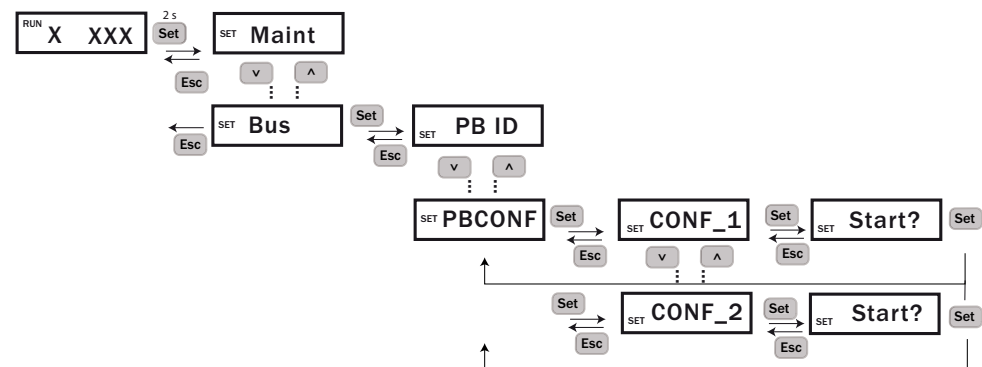 2 s
RUN X XXX Set SET Maint
Esc
v ^
SET Bus Set SET PB ID
Esc Esc
v ^
SET PBCONF Set SET CONF_1 Set SET Start? Set
Esc Esc
v ^
Set SET CONF_2 Set SET Start? Set
Esc Esc